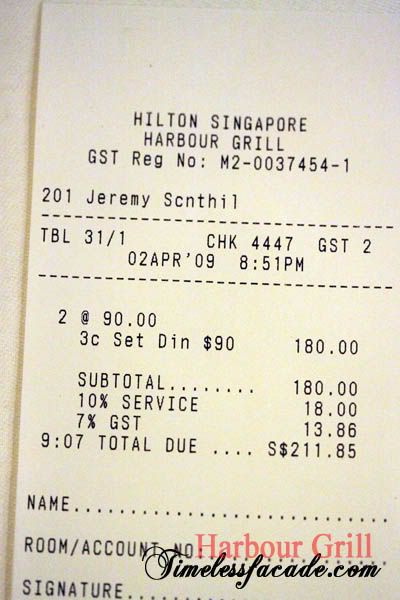 HILTON SINGAPORE
HARBOUR GRILL
GST Reg No: M2-0037454-1
201 Jeremy Scnthil
TBL 31/1 CHK 4447 GST 2
02APR'09 8:51PM
2 @ 90.00
3c Set Din $90 180.00
SUBTOTAL........ 180.00
10% SERVICE 18.00
7% GST 13.86
9:07 TOTAL DUE .... S$211.85
NAME............................
ROOM/ACCOUNT NO:................
Harbour Grill
Timelessfacade.com.
SIGNATURE.......................